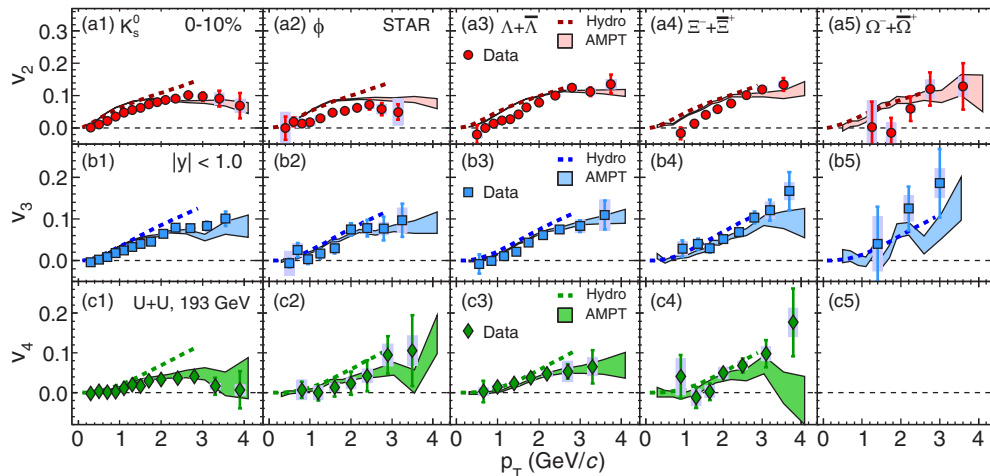 (a1) K⁰ₛ 0-10%
(a2) ϕ STAR
(a3) Λ+Λ̅ Hydro
AMPT
Data
(a4) Ξ⁻+Ξ̅⁺
(a5) Ω⁻+Ω̅⁺
v₂
0.3
0.2
0.1
0.0
(b1) |y| < 1.0
(b2)
(b3) Hydro
AMPT
Data
(b4)
(b5)
v₃
0.2
0.1
0.0
(c1) U+U, 193 GeV
(c2)
(c3) Hydro
AMPT
Data
(c4)
(c5)
v₄
0.2
0.1
0.0
0 1 2 3 4 0 1 2 3 4 0 1 2 3 4 0 1 2 3 4 0 1 2 3 4
p_T (GeV/c)